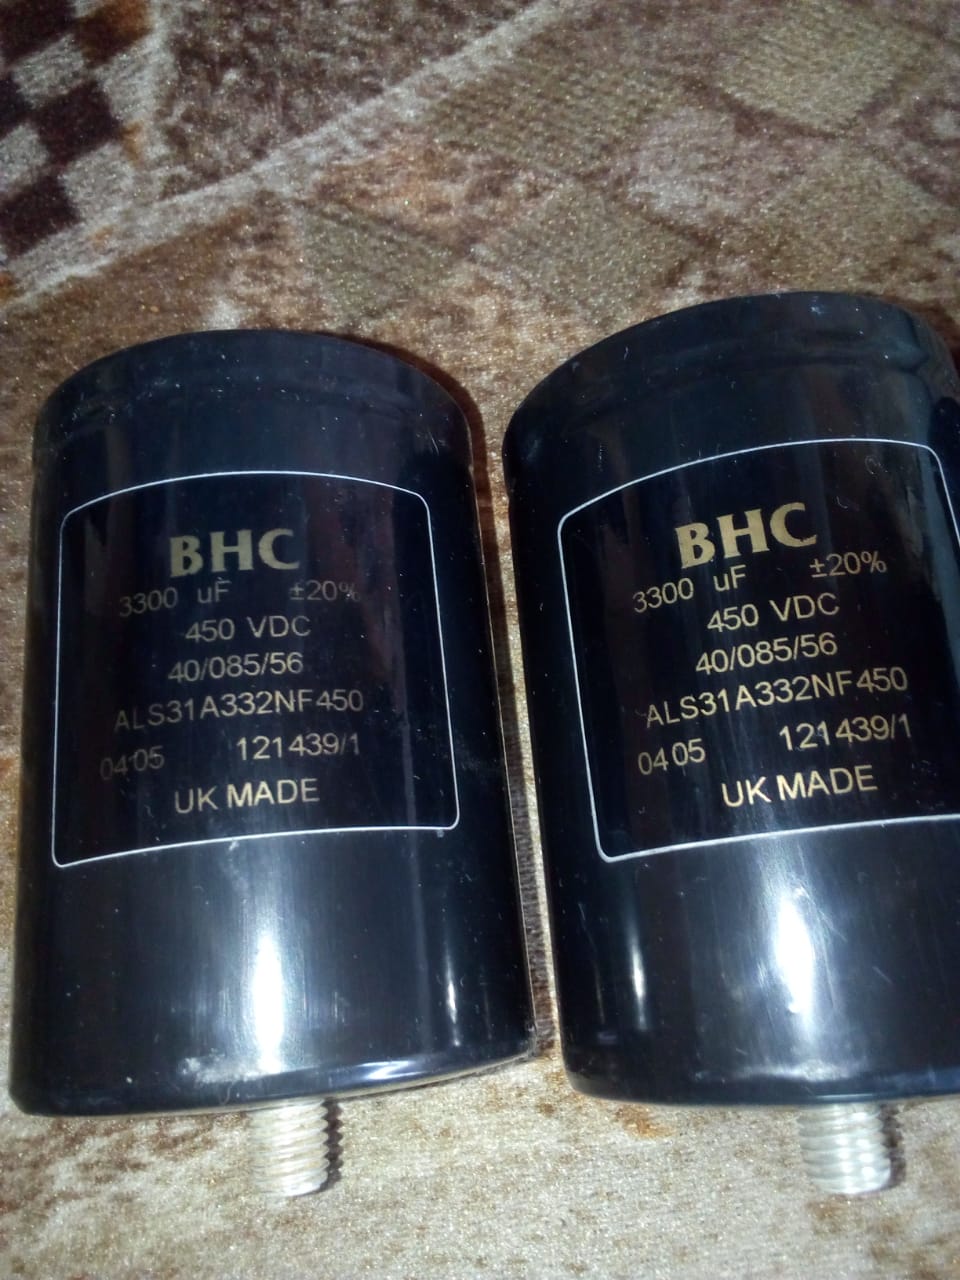 BHC
3300 uF ±20%
450 VDC
40/085/56
ALS31A332NF450
0405 121439/1
UK MADE
BHC
3300 uF ±20%
450 VDC
40/085/56
ALS31A332NF450
0405 121439/1
UK MADE